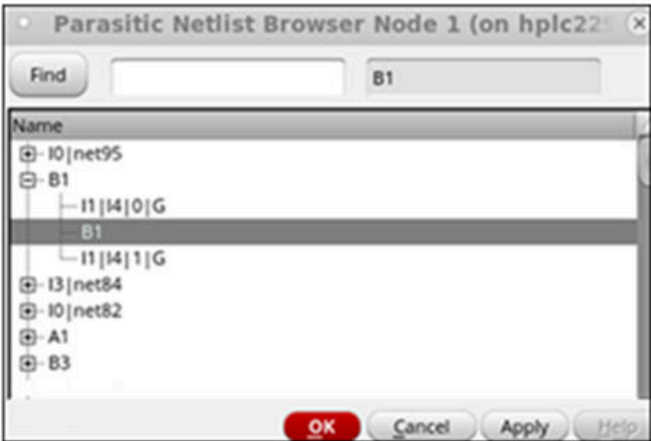 Parasitic Netlist Browser Node 1 (on hplc22
Find B1
Name
I0|net95
B1
I1|I4|0|G
B1
I1|I4|1|G
I3|net84
I0|net82
A1
B3
OK Cancel Apply Help